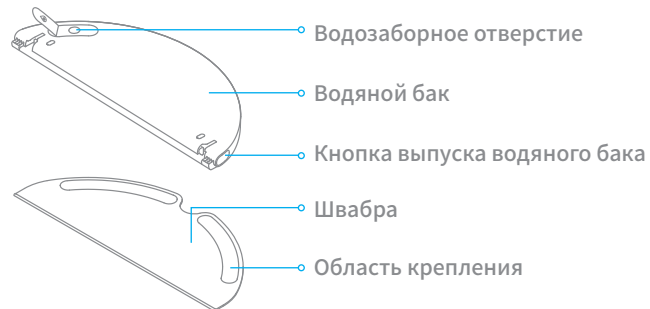 Водозаборное отверстие
Водяной бак
Кнопка выпуска водяного бака
Швабра
Область крепления